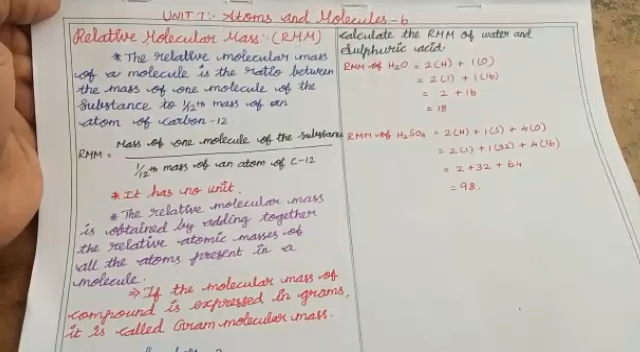 UNIT 7:- Atoms and Molecules - 6
Relative Molecular Mass:- (RMM)
* The relative molecular mass
of a molecule is the ratio between
the mass of one molecule of the
substance to 1/12th mass of an
atom of carbon-12.
RMM = Mass of one molecule of the substance
1/12th mass of an atom of C-12
* It has no unit.
* The relative molecular mass
is obtained by adding together
the relative atomic masses of
all the atoms present in a
molecule.
⇒ If the molecular mass of
compound is expressed in grams,
it is called Gram molecular mass.
Calculate the RMM of water and
Sulphuric acid.
RMM of H2O = 2(H) + 1(O)
= 2(1) + 1(16)
= 2 + 16
= 18
RMM of H2SO4 = 2(H) + 1(S) + 4(O)
= 2(1) + 1(32) + 4(16)
= 2 + 32 + 64
= 98.